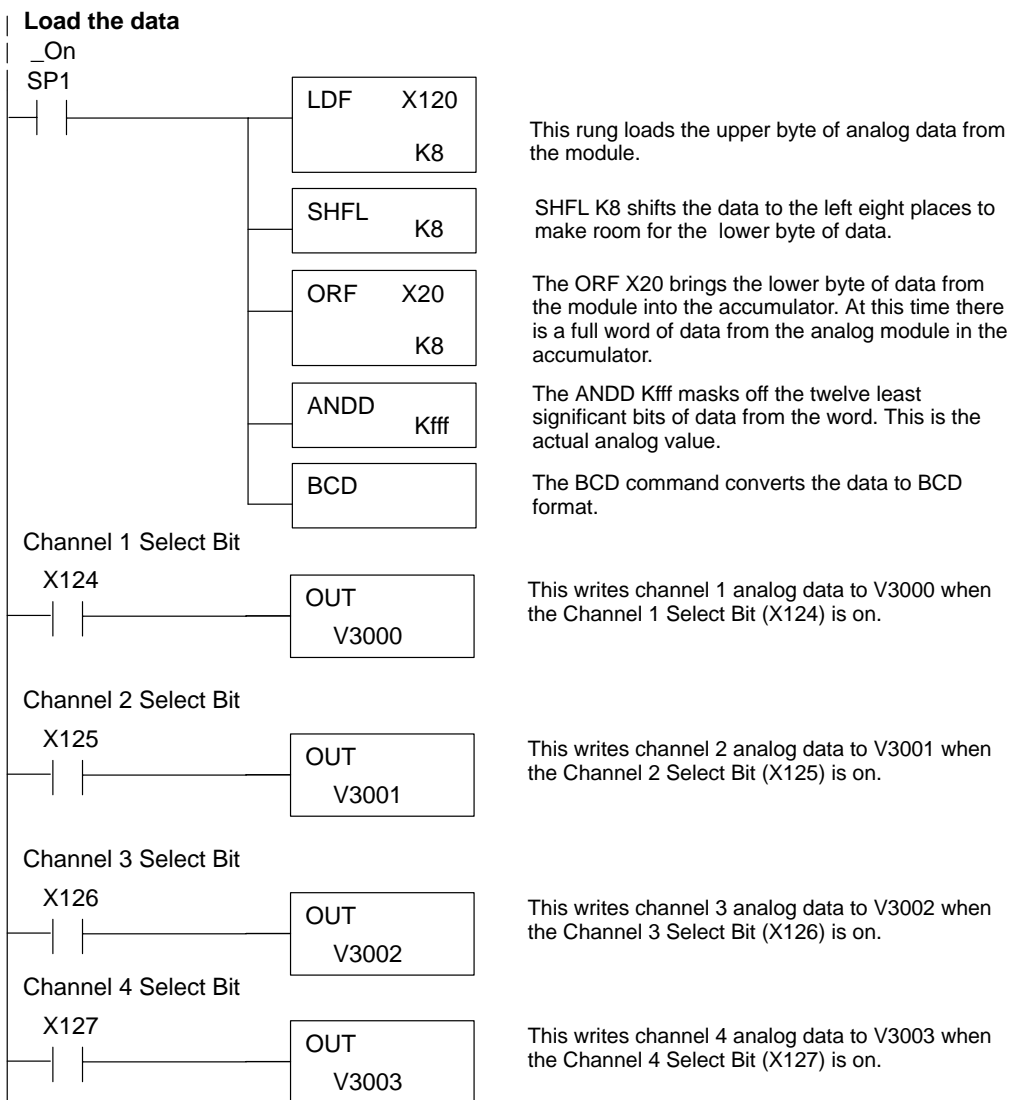 Load the data
_On
SP1
LDF X120
K8
This rung loads the upper byte of analog data from
the module.
SHFL
K8
SHFL K8 shifts the data to the left eight places to
make room for the lower byte of data.
ORF X20
K8
The ORF X20 brings the lower byte of data from
the module into the accumulator. At this time there
is a full word of data from the analog module in the
accumulator.
ANDD
Kfff
The ANDD Kfff masks off the twelve least
significant bits of data from the word. This is the
actual analog value.
BCD
The BCD command converts the data to BCD
format.
Channel 1 Select Bit
X124
OUT
V3000
This writes channel 1 analog data to V3000 when
the Channel 1 Select Bit (X124) is on.
Channel 2 Select Bit
X125
OUT
V3001
This writes channel 2 analog data to V3001 when
the Channel 2 Select Bit (X125) is on.
Channel 3 Select Bit
X126
OUT
V3002
This writes channel 3 analog data to V3002 when
the Channel 3 Select Bit (X126) is on.
Channel 4 Select Bit
X127
OUT
V3003
This writes channel 4 analog data to V3003 when
the Channel 4 Select Bit (X127) is on.